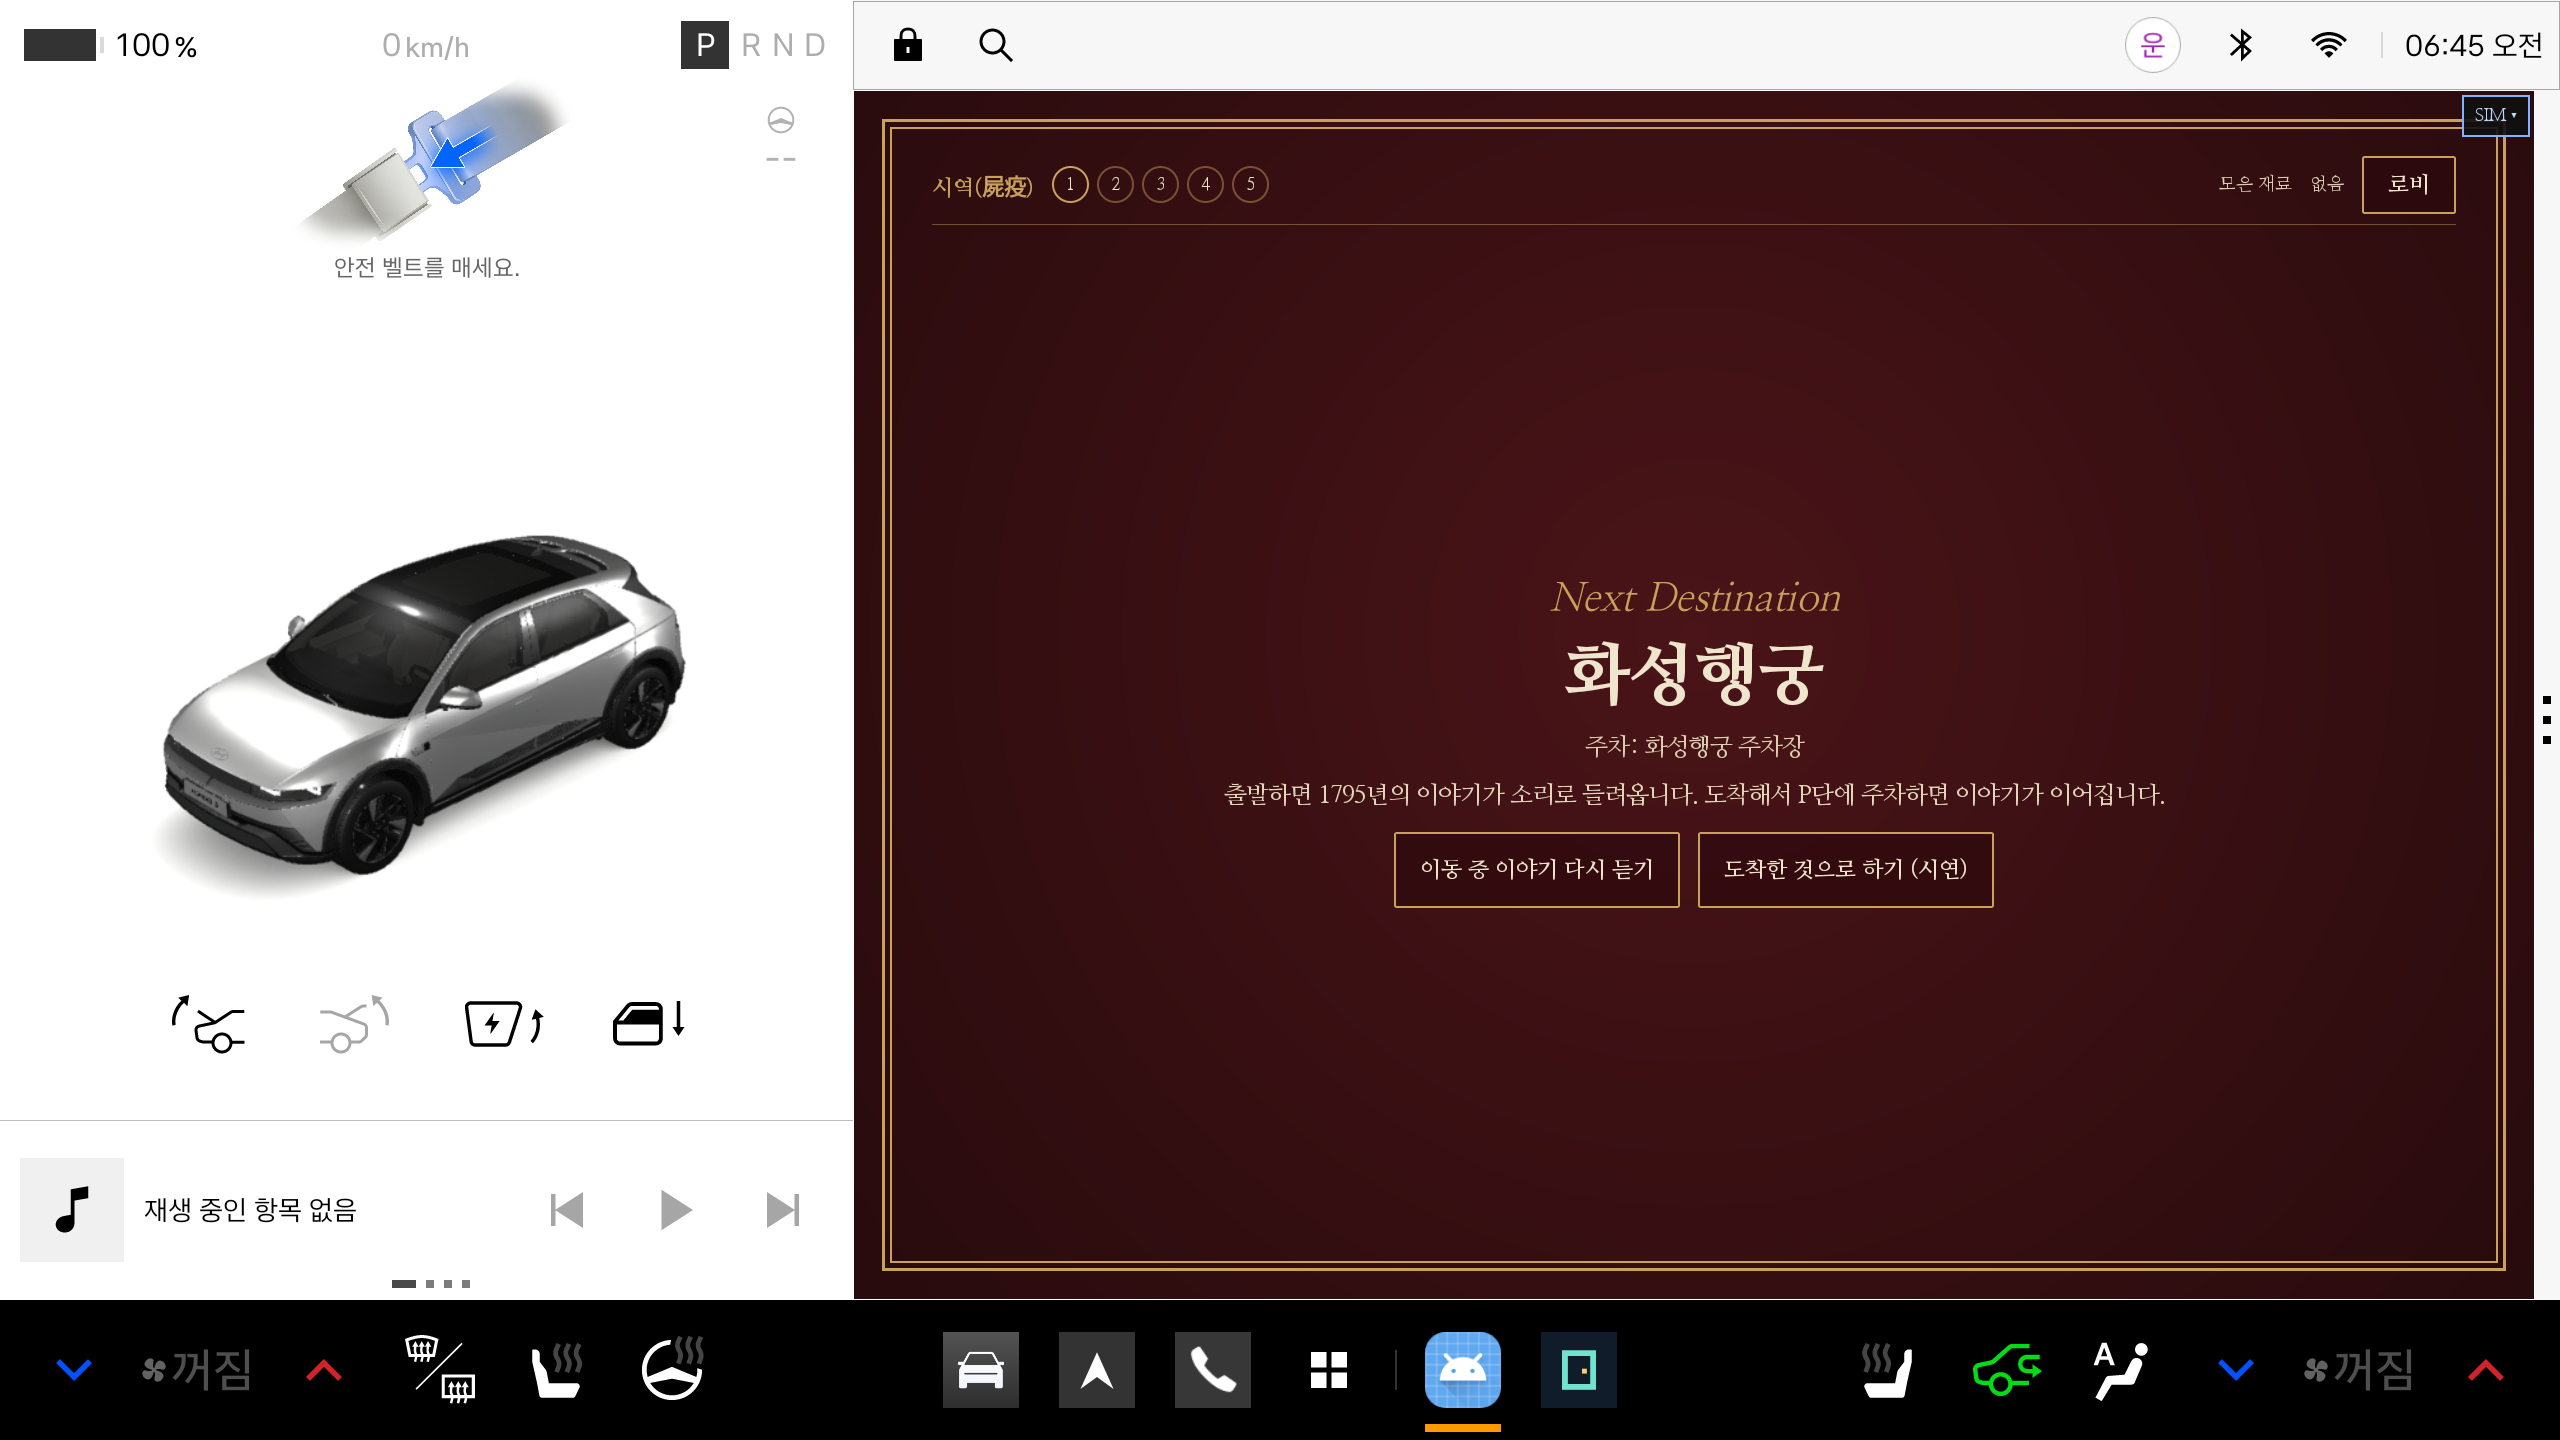 100 %
0 km/h
P R N D
운
06:45 오전
안전 벨트를 매세요.
SIM
시역(屍疫) 1 2 3 4 5
모은 재료 없음
로비
Next Destination
화성행궁
주차: 화성행궁 주차장
출발하면 1795년의 이야기가 소리로 들려옵니다. 도착해서 P단에 주차하면 이야기가 이어집니다.
이동 중 이야기 다시 듣기
도착한 것으로 하기 (시연)
재생 중인 항목 없음
꺼짐
A
꺼짐